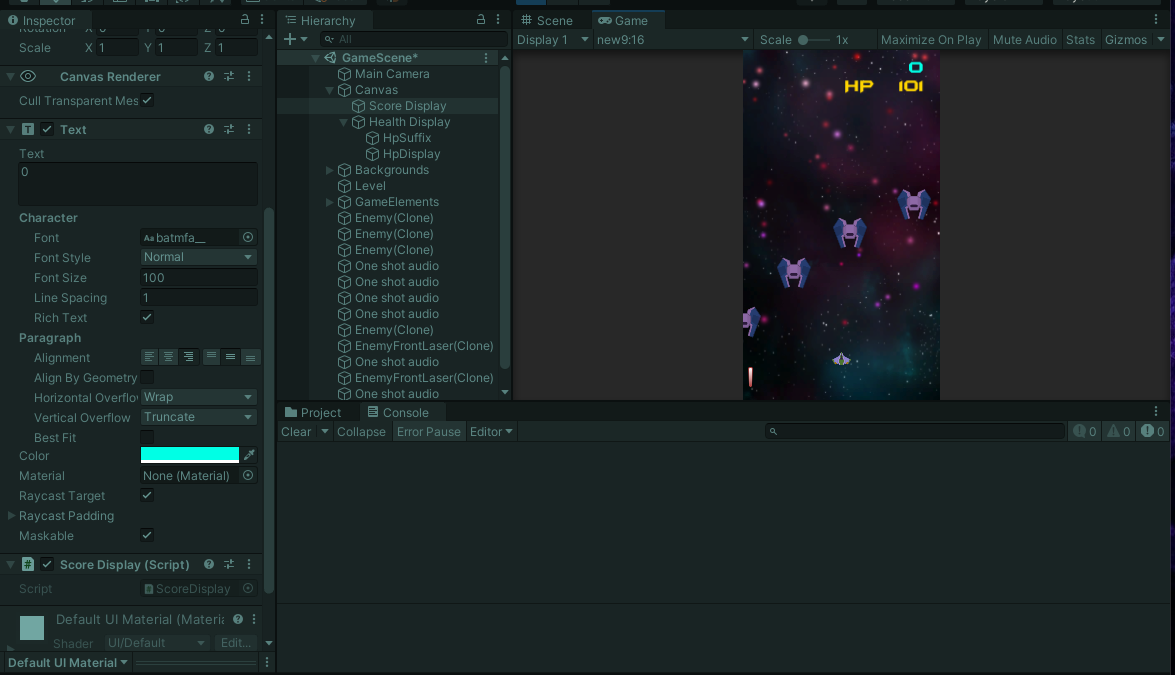 Inspector
Rotation X 0 Y 0 Z 0
Scale X 1 Y 1 Z 1
Canvas Renderer
Cull Transparent Mes
Text
Text
0
Character
Font Aa batmfa__
Font Style Normal
Font Size 100
Line Spacing 1
Rich Text
Paragraph
Alignment
Align By Geometry
Horizontal Overflo Wrap
Vertical Overflow Truncate
Best Fit
Color
Material None (Material)
Raycast Target
Raycast Padding
Maskable
# Score Display (Script)
Script # ScoreDisplay
Default UI Material (Materia
Shader UI/Default Edit...
Default UI Material
Hierarchy
All
GameScene*
Main Camera
Canvas
Score Display
Health Display
HpSuffix
HpDisplay
Backgrounds
Level
GameElements
Enemy(Clone)
Enemy(Clone)
Enemy(Clone)
One shot audio
One shot audio
One shot audio
One shot audio
Enemy(Clone)
EnemyFrontLaser(Clone)
One shot audio
EnemyFrontLaser(Clone)
One shot audio
Scene Game
Display 1 new9:16 Scale 1x Maximize On Play Mute Audio Stats Gizmos
0
HP 101
Project Console
Clear Collapse Error Pause Editor 0 0 0